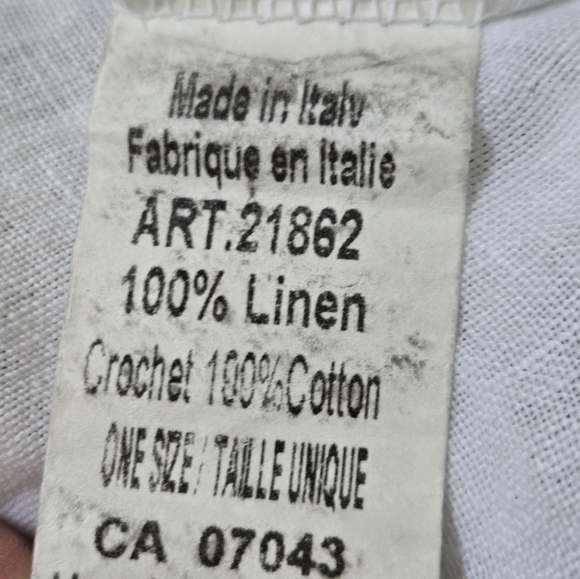 Made in Italy
Fabrique en Italie
ART.21862
100% Linen
Crochet 100%Cotton
ONE SIZE / TAILLE UNIQUE
CA 07043